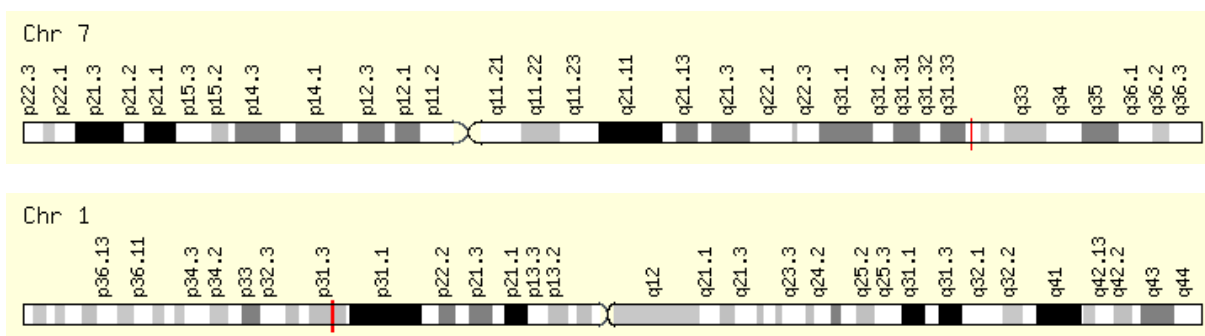 Chr 7
p22.3 p22.1 p21.3 p21.2 p21.1 p15.3 p15.2 p14.3 p14.1 p12.3 p12.1 p11.2 q11.21 q11.22 q11.23 q21.11 q21.13 q21.3 q22.1 q22.3 q31.1 q31.2 q31.31 q31.32 q31.33 q33 q34 q35 q36.1 q36.2 q36.3
Chr 1
p36.13 p36.11 p34.3 p34.2 p33 p32.3 p31.3 p31.1 p22.2 p21.3 p21.1 p13.3 p13.2 q12 q21.1 q21.3 q23.3 q24.2 q25.2 q25.3 q31.1 q31.3 q32.1 q32.2 q41 q42.13 q42.2 q43 q44